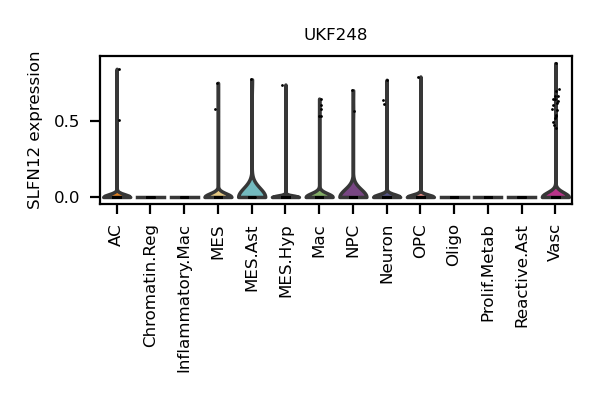 UKF248
SLFN12 expression
0.5
0.0
AC
Chromatin.Reg
Inflammatory.Mac
MES
MES.Ast
MES.Hyp
Mac
NPC
Neuron
OPC
Oligo
Prolif.Metab
Reactive.Ast
Vasc